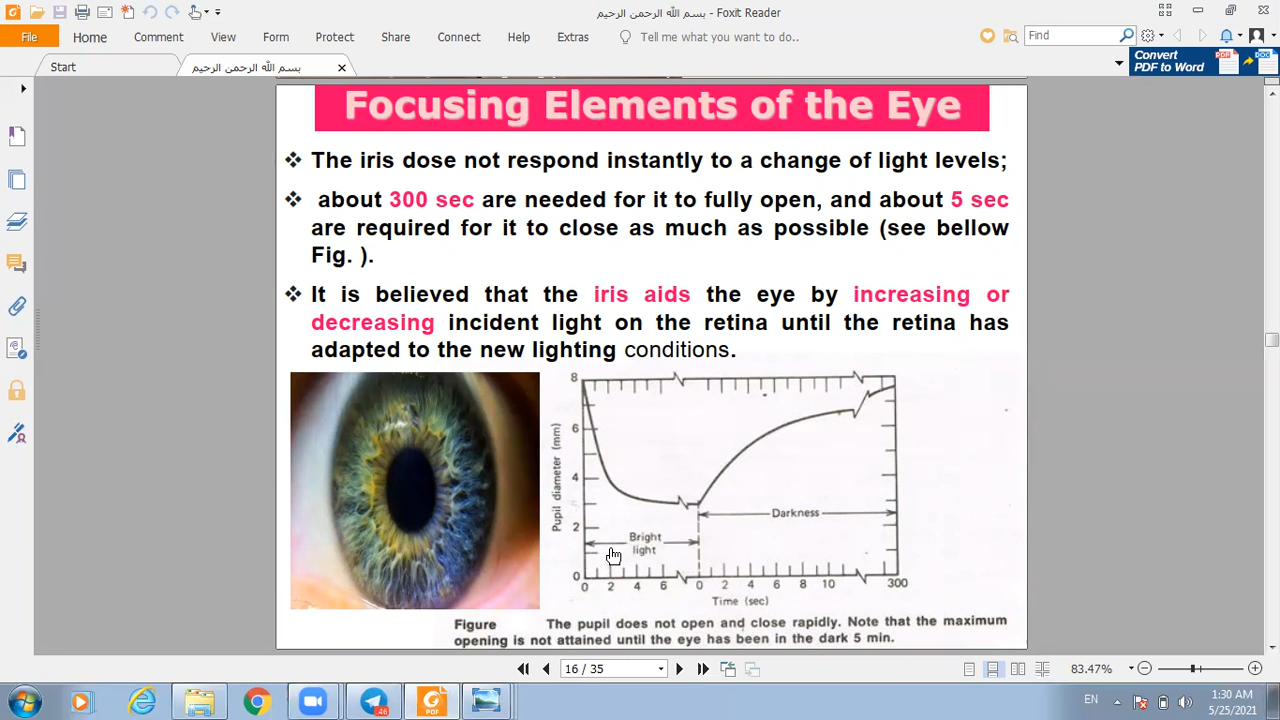 بسم الله الرحمن الرحيم - Foxit Reader
File Home Comment View Form Protect Share Connect Help Extras Tell me what you want to do... Find
Start بسم الله الرحمن الرحيم
Convert
PDF to Word
Focusing Elements of the Eye
The iris dose not respond instantly to a change of light levels;
about 300 sec are needed for it to fully open, and about 5 sec
are required for it to close as much as possible (see bellow
Fig. ).
It is believed that the iris aids the eye by increasing or
decreasing incident light on the retina until the retina has
adapted to the new lighting conditions.
8
6
4
2
0
Pupil diameter (mm)
Darkness
Bright
light
0 2 4 6 0 2 4 6 8 10 300
Time (sec)
Figure The pupil does not open and close rapidly. Note that the maximum
opening is not attained until the eye has been in the dark 5 min.
16 / 35
83.47%
46
PDF
EN
1:30 AM
5/25/2021